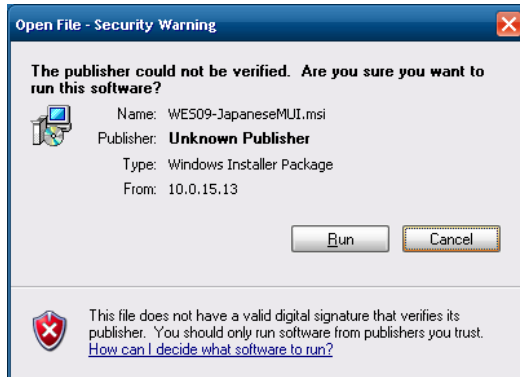 Open File - Security Warning
The publisher could not be verified. Are you sure you want to
run this software?
Name: WES09-JapaneseMUI.msi
Publisher: Unknown Publisher
Type: Windows Installer Package
From: 10.0.15.13
Run Cancel
This file does not have a valid digital signature that verifies its
publisher. You should only run software from publishers you trust.
How can I decide what software to run?